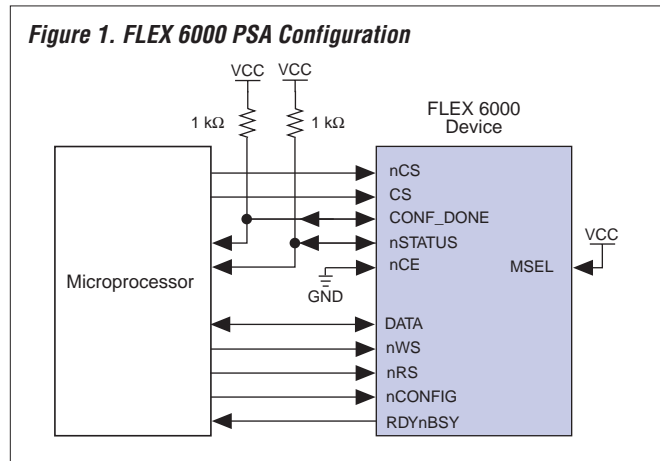 Figure 1. FLEX 6000 PSA Configuration
VCC VCC
1 kΩ 1 kΩ
FLEX 6000
Device
nCS
CS
CONF_DONE
nSTATUS
nCE
GND
MSEL
VCC
Microprocessor
DATA
nWS
nRS
nCONFIG
RDYnBSY